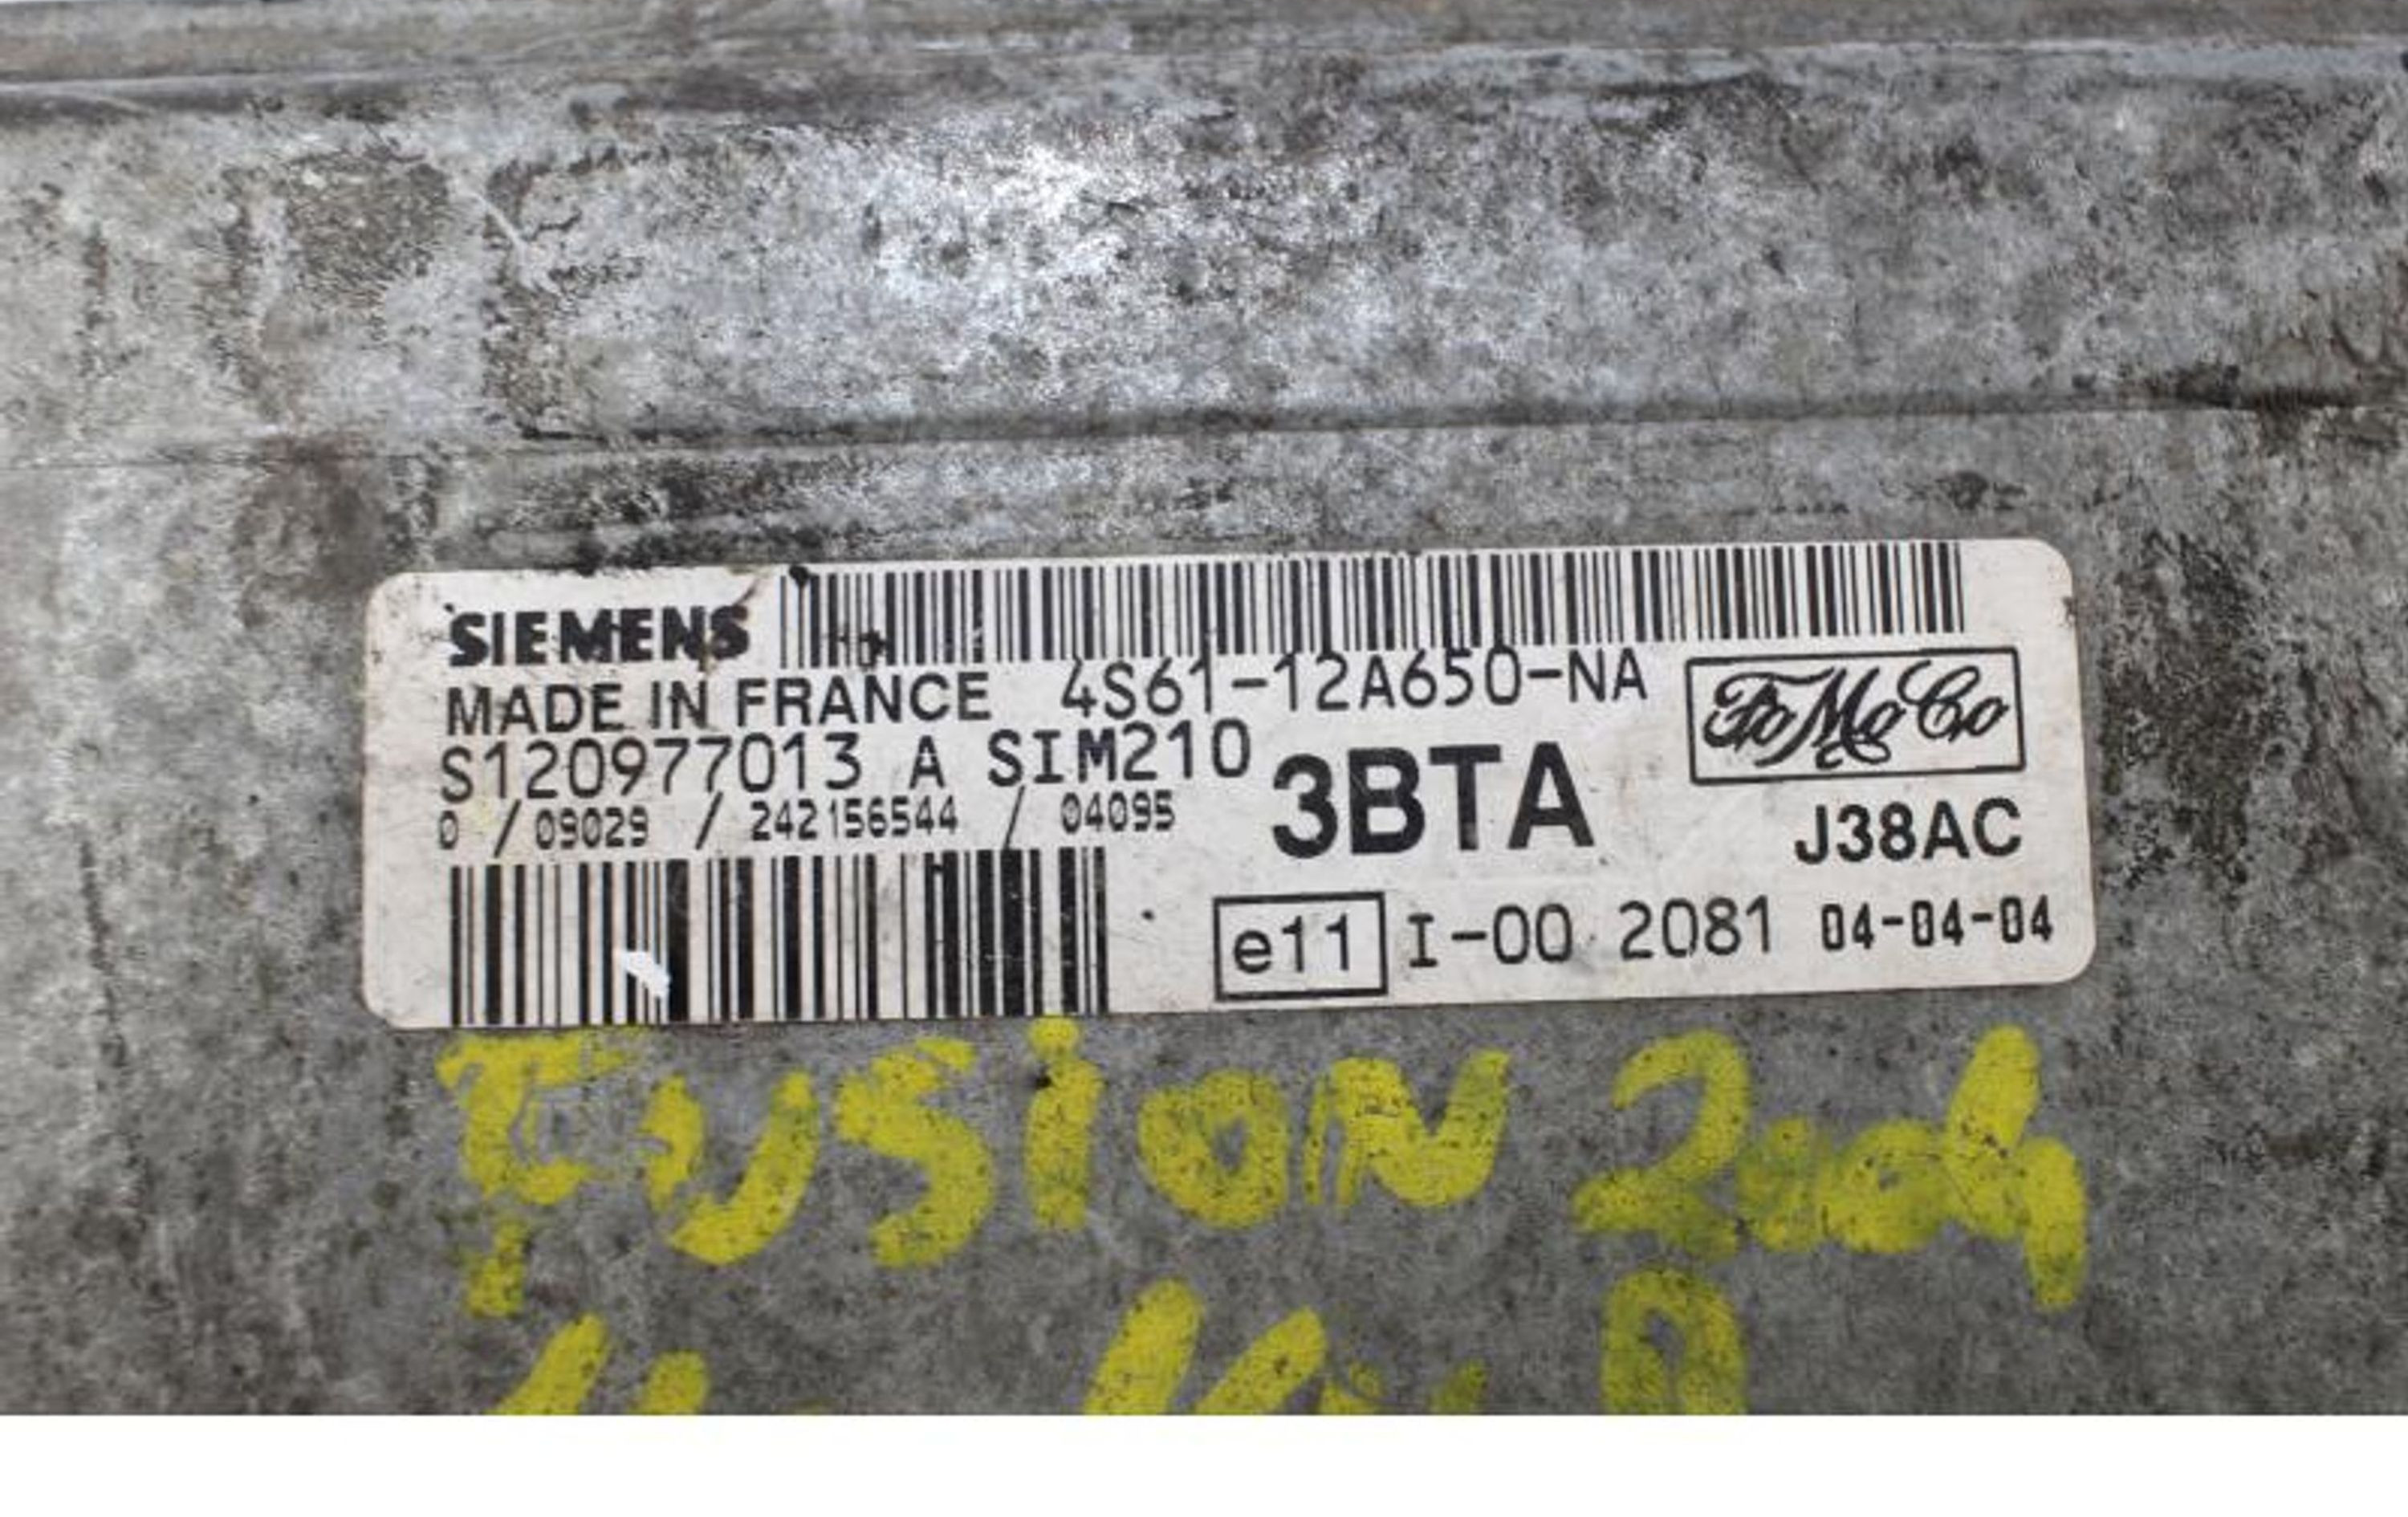 SIEMENS
MADE IN FRANCE 4S61-12A650-NA
FoMoCo
S120977013 A SIM210
3BTA
0 / 09029 / 242156544 / 04095
J38AC
e11 I-00 2081 04-04-04
FUSION 2004